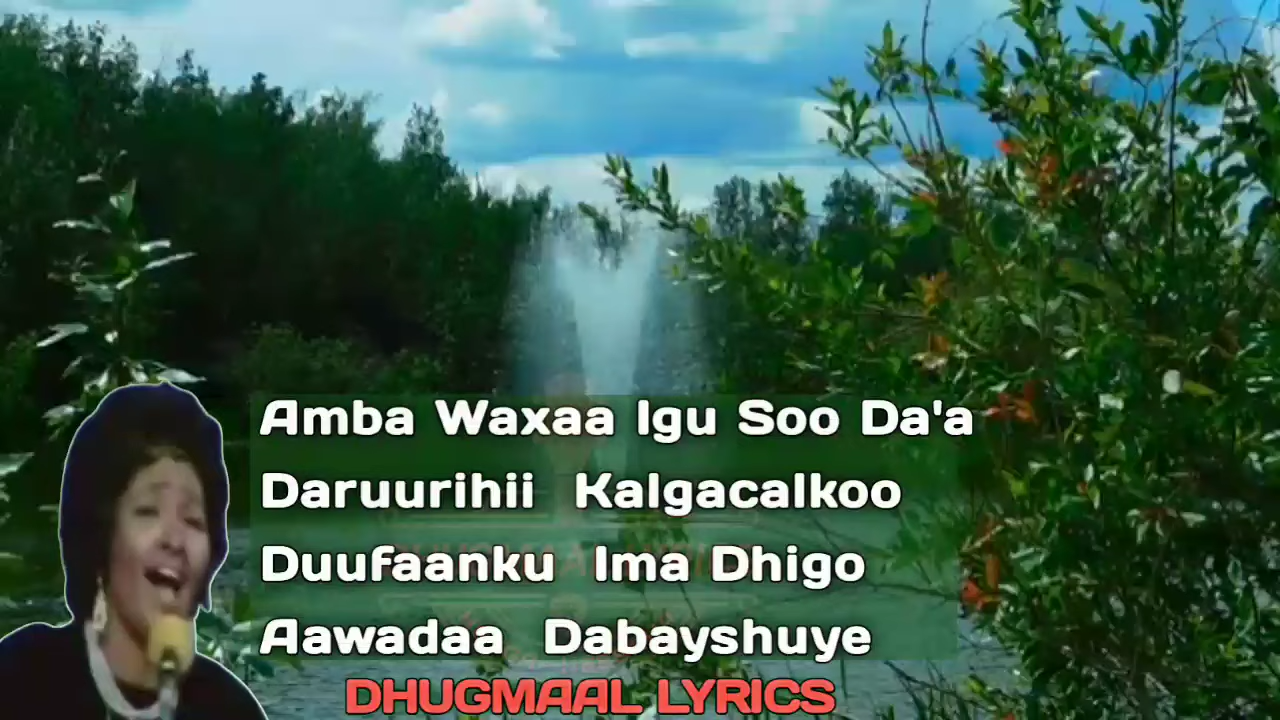 Amba Waxaa Igu Soo Da'a
Daruurihii Kalgacalkoo
Duufaanku Ima Dhigo
Aawadaa Dabayshuye
DHUGMAAL LYRICS